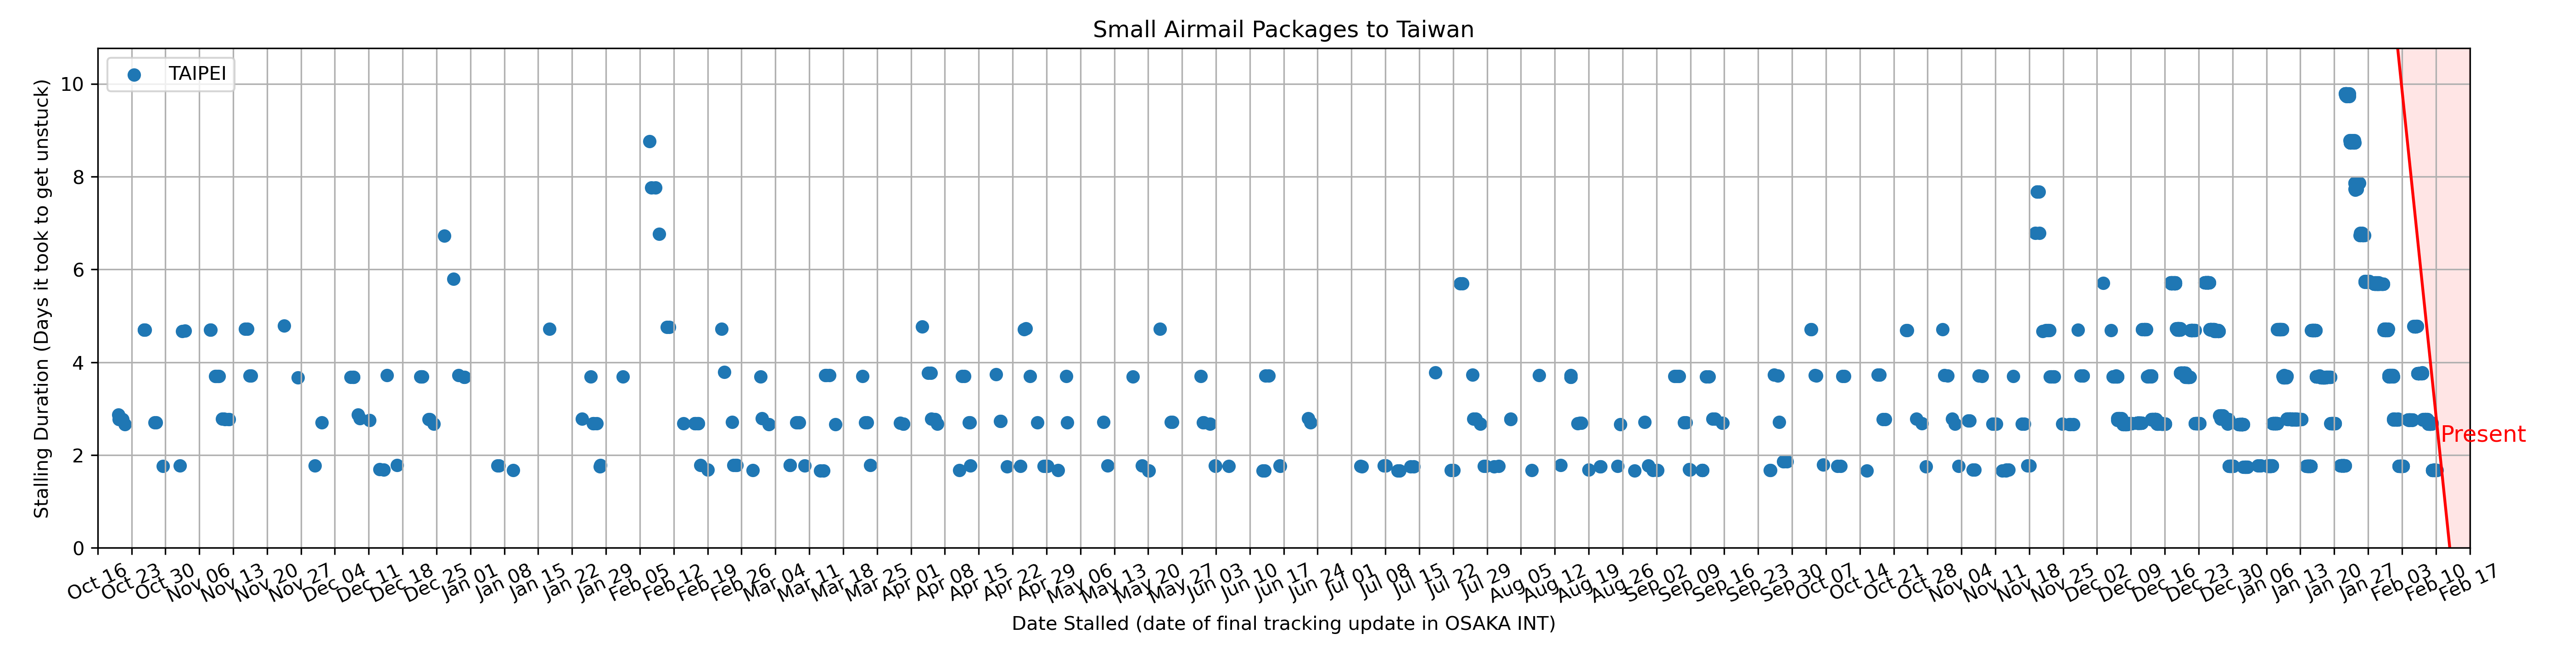 Small Airmail Packages to Taiwan
TAIPEI
Stalling Duration (Days it took to get unstuck)
10
8
6
4
2
0
Present
Oct 16
Oct 23
Oct 30
Nov 06
Nov 13
Nov 20
Nov 27
Dec 04
Dec 11
Dec 18
Dec 25
Jan 01
Jan 08
Jan 15
Jan 22
Jan 29
Feb 05
Feb 12
Feb 19
Feb 26
Mar 04
Mar 11
Mar 18
Mar 25
Apr 01
Apr 08
Apr 15
Apr 22
Apr 29
May 06
May 13
May 20
May 27
Jun 03
Jun 10
Jun 17
Jun 24
Jul 01
Jul 08
Jul 15
Jul 22
Jul 29
Aug 05
Aug 12
Aug 19
Aug 26
Sep 02
Sep 09
Sep 16
Sep 23
Sep 30
Oct 07
Oct 14
Oct 21
Oct 28
Nov 04
Nov 11
Nov 18
Nov 25
Dec 02
Dec 09
Dec 16
Dec 23
Dec 30
Jan 06
Jan 13
Jan 20
Jan 27
Feb 03
Feb 10
Feb 17
Date Stalled (date of final tracking update in OSAKA INT)